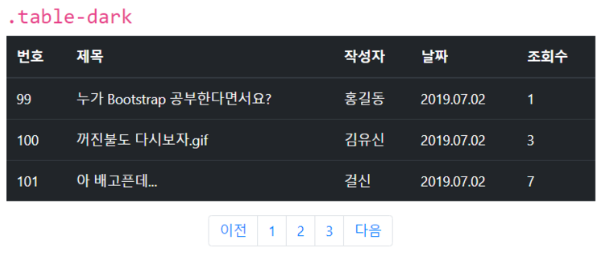 .table-dark
번호 제목 작성자 날짜 조회수
99 누가 Bootstrap 공부한다면서요? 홍길동 2019.07.02 1
100 꺼진불도 다시보자.gif 김유신 2019.07.02 3
101 아 배고픈데... 걸신 2019.07.02 7
이전 1 2 3 다음